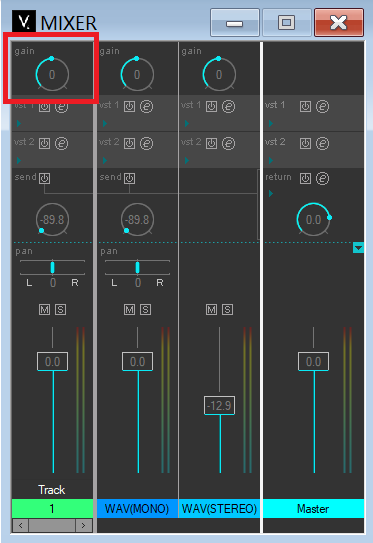 V. MIXER
gain gain gain
0 0 0
vst 1 vst 1 vst 1 vst 1
vst 2 vst 2 vst 2 vst 2
send send return
-89.8 -89.8 0.0
pan pan
L 0 R L 0 R
M S M S M S
0.0 0.0 -12.9 0.0
Track
1 WAV(MONO) WAV(STEREO) Master